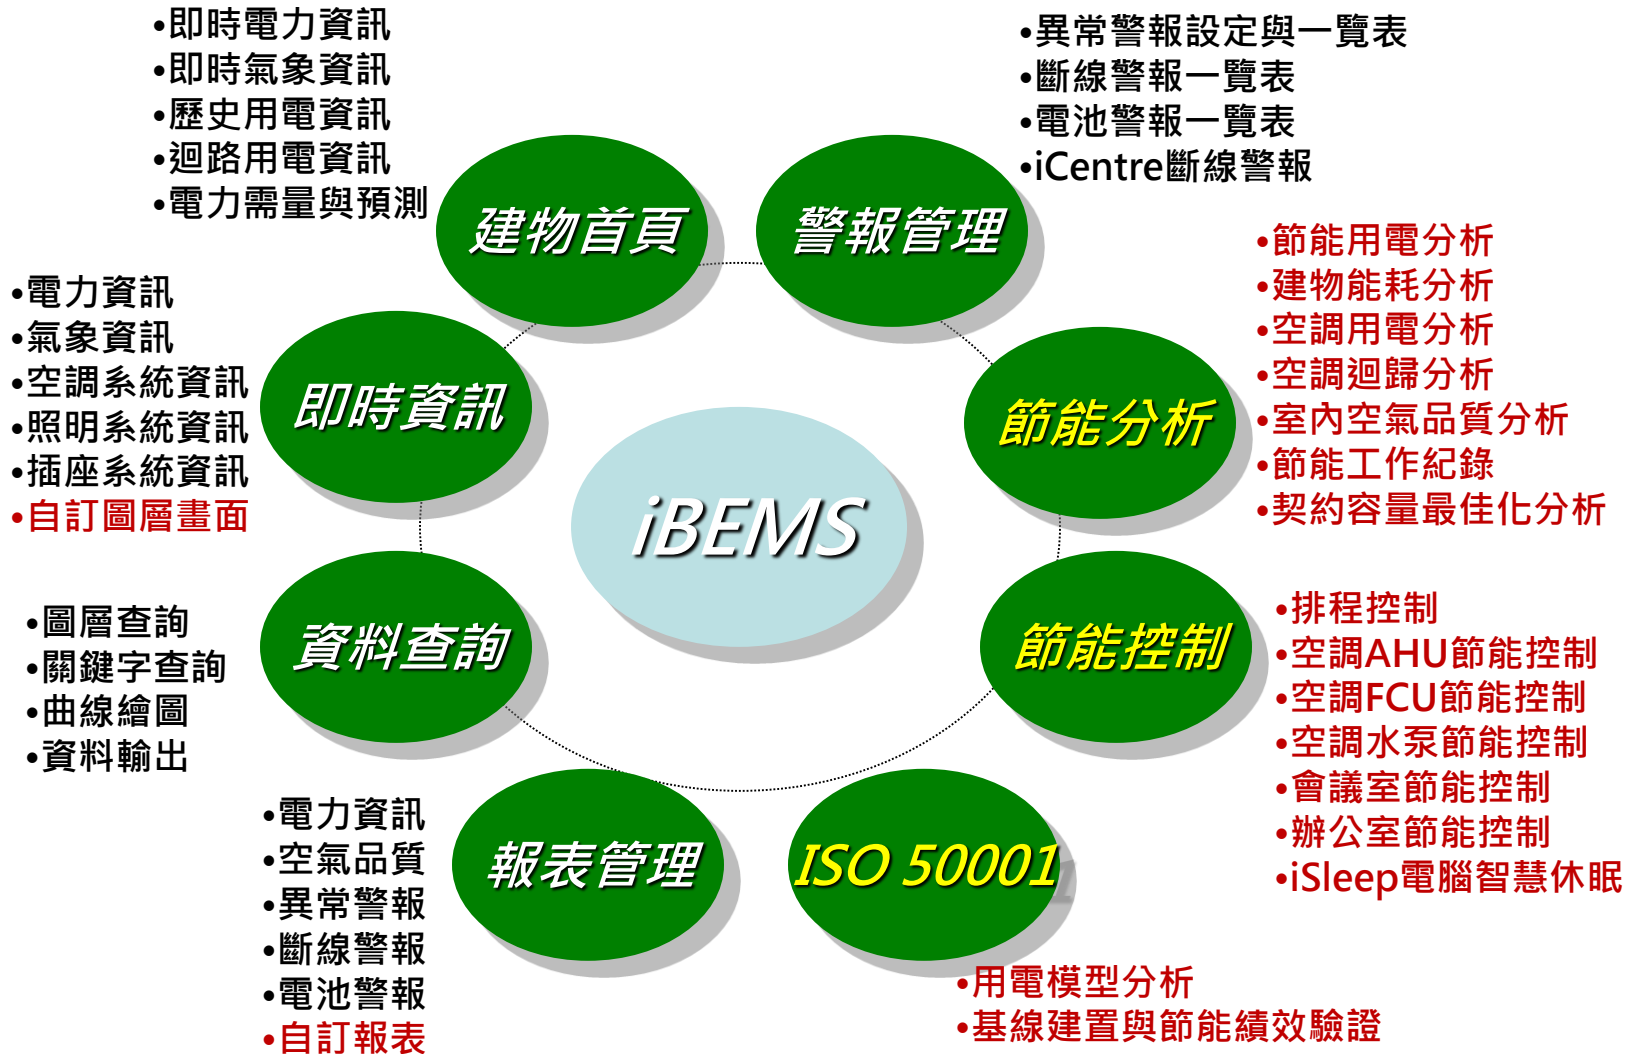 •即時電力資訊
•即時氣象資訊
•歷史用電資訊
•迴路用電資訊
•電力需量與預測
建物首頁
•異常警報設定與一覽表
•斷線警報一覽表
•電池警報一覽表
•iCentre斷線警報
警報管理
•電力資訊
•氣象資訊
•空調系統資訊
•照明系統資訊
•插座系統資訊
•自訂圖層畫面
即時資訊
•節能用電分析
•建物能耗分析
•空調用電分析
•空調迴歸分析
•室內空氣品質分析
•節能工作紀錄
•契約容量最佳化分析
節能分析
iBEMS
•圖層查詢
•關鍵字查詢
•曲線繪圖
•資料輸出
資料查詢
•排程控制
•空調AHU節能控制
•空調FCU節能控制
•空調水泵節能控制
•會議室節能控制
•辦公室節能控制
•iSleep電腦智慧休眠
節能控制
•電力資訊
•空氣品質
•異常警報
•斷線警報
•電池警報
•自訂報表
報表管理
ISO 50001
•用電模型分析
•基線建置與節能績效驗證